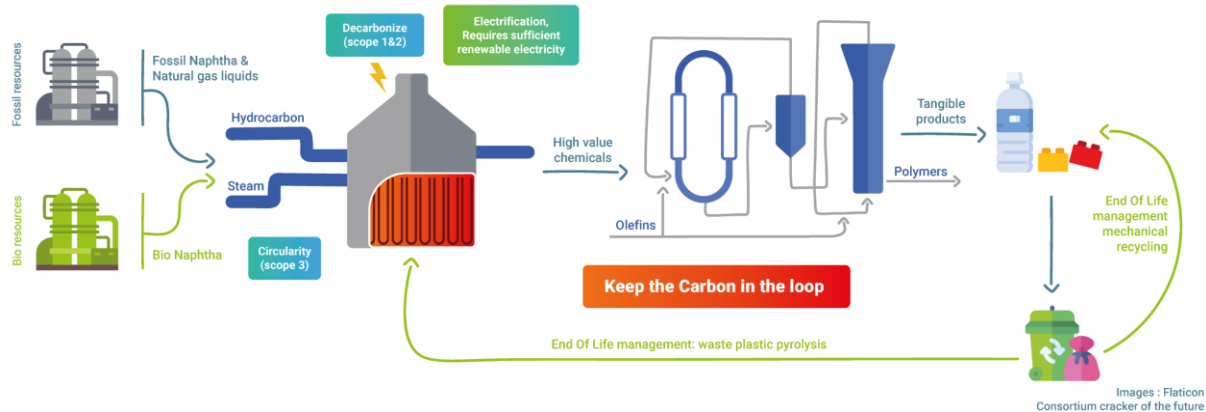 Fossil resources
Fossil Naphtha &
Natural gas liquids
Bio resources
Bio Naphtha
Hydrocarbon
Steam
Decarbonize
(scope 1&2)
Electrification,
Requires sufficient
renewable electricity
Circularity
(scope 3)
High value
chemicals
Olefins
Keep the Carbon in the loop
Tangible
products
Polymers
End Of Life
management
mechanical
recycling
End Of Life management: waste plastic pyrolysis
Images : Flaticon
Consortium cracker of the future